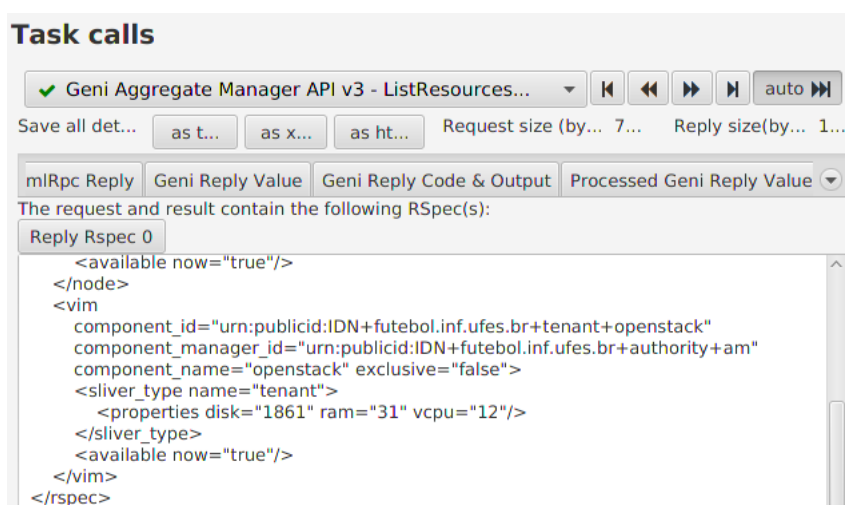 Task calls
✔ Geni Aggregate Manager API v3 - ListResources... auto
Save all det... as t... as x... as ht... Request size (by... 7... Reply size(by... 1...
mlRpc Reply Geni Reply Value Geni Reply Code & Output Processed Geni Reply Value
The request and result contain the following RSpec(s):
Reply Rspec 0
<available now="true"/>
</node>
<vim
component_id="urn:publicid:IDN+futebol.inf.ufes.br+tenant+openstack"
component_manager_id="urn:publicid:IDN+futebol.inf.ufes.br+authority+am"
component_name="openstack" exclusive="false">
<sliver_type name="tenant">
<properties disk="1861" ram="31" vcpu="12"/>
</sliver_type>
<available now="true"/>
</vim>
</rspec>